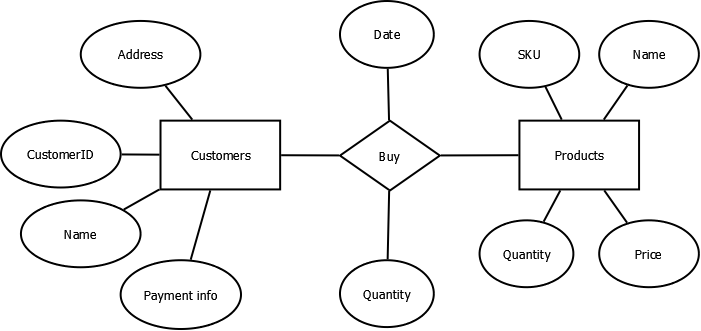 Date
Address
SKU
Name
CustomerID
Customers
Buy
Products
Name
Quantity
Price
Payment info
Quantity